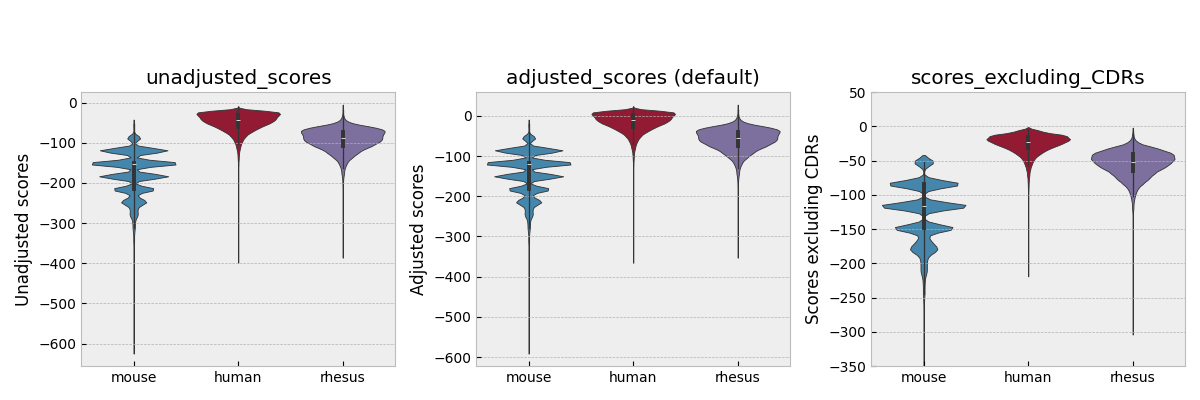 unadjusted_scores
Unadjusted scores
0
−100
−200
−300
−400
−500
−600
mouse
human
rhesus
adjusted_scores (default)
Adjusted scores
0
−100
−200
−300
−400
−500
−600
mouse
human
rhesus
scores_excluding_CDRs
Scores excluding CDRs
50
0
−50
−100
−150
−200
−250
−300
−350
mouse
human
rhesus